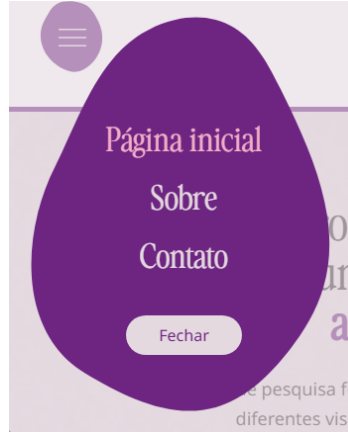 Página inicial
Sobre
Contato
Fechar
pesquisa f
diferentes vis